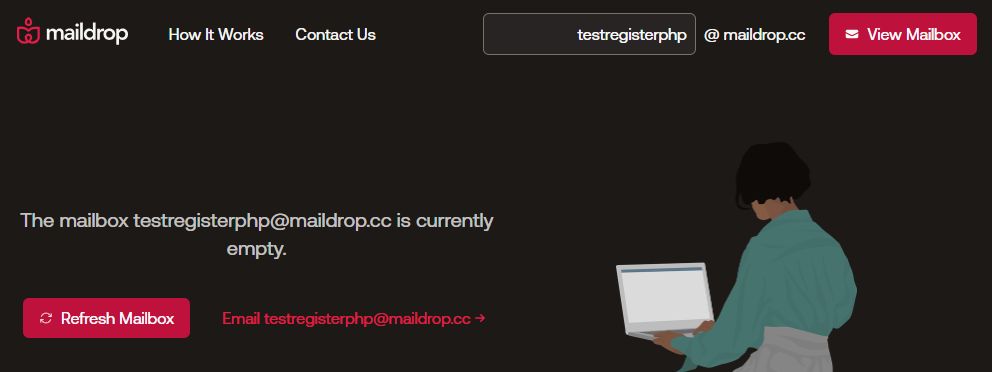 maildrop
How It Works
Contact Us
testregisterphp
@ maildrop.cc
View Mailbox
The mailbox testregisterphp@maildrop.cc is currently
empty.
Refresh Mailbox
Email testregisterphp@maildrop.cc →